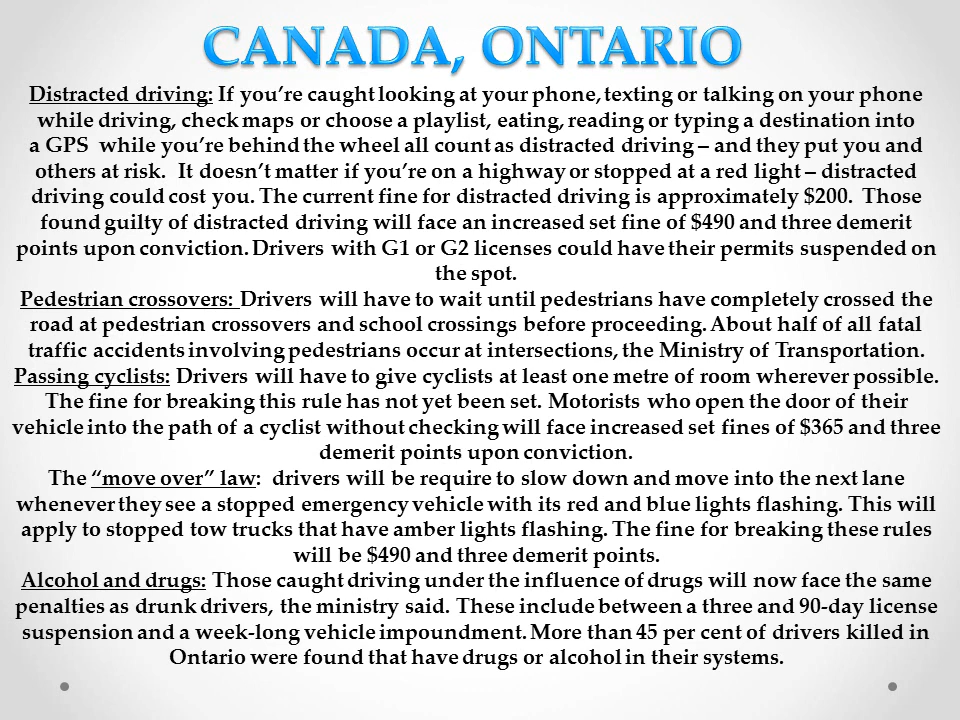 CANADA, ONTARIO
Distracted driving: If you’re caught looking at your phone, texting or talking on your phone
while driving, check maps or choose a playlist, eating, reading or typing a destination into
a GPS  while you’re behind the wheel all count as distracted driving – and they put you and
others at risk.  It doesn’t matter if you’re on a highway or stopped at a red light – distracted
driving could cost you. The current fine for distracted driving is approximately $200.  Those
found guilty of distracted driving will face an increased set fine of $490 and three demerit
points upon conviction. Drivers with G1 or G2 licenses could have their permits suspended on
the spot.
Pedestrian crossovers: Drivers will have to wait until pedestrians have completely crossed the
road at pedestrian crossovers and school crossings before proceeding. About half of all fatal
traffic accidents involving pedestrians occur at intersections, the Ministry of Transportation.
Passing cyclists: Drivers will have to give cyclists at least one metre of room wherever possible.
The fine for breaking this rule has not yet been set. Motorists who open the door of their
vehicle into the path of a cyclist without checking will face increased set fines of $365 and three
demerit points upon conviction.
The “move over” law:  drivers will be require to slow down and move into the next lane
whenever they see a stopped emergency vehicle with its red and blue lights flashing. This will
apply to stopped tow trucks that have amber lights flashing. The fine for breaking these rules
will be $490 and three demerit points.
Alcohol and drugs: Those caught driving under the influence of drugs will now face the same
penalties as drunk drivers, the ministry said. These include between a three and 90-day license
suspension and a week-long vehicle impoundment. More than 45 per cent of drivers killed in
Ontario were found that have drugs or alcohol in their systems.